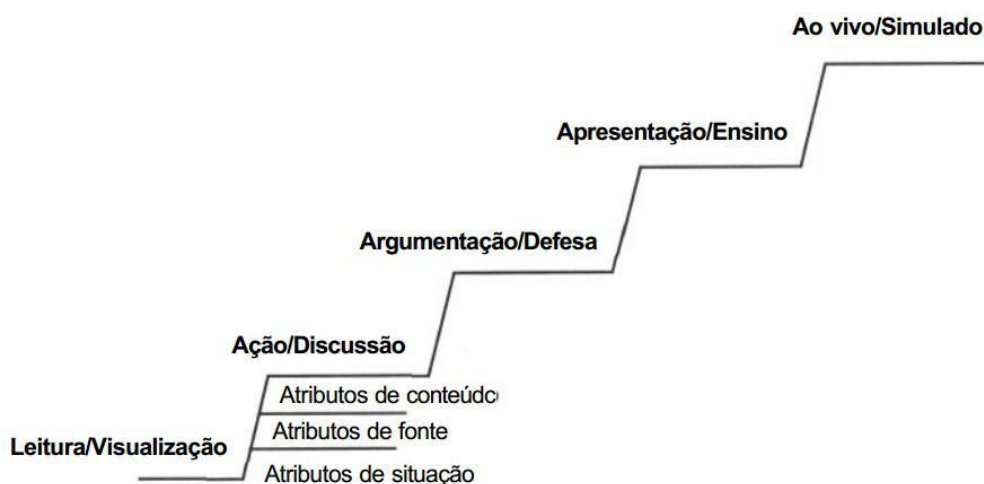 Ao vivo/Simulado
Apresentação/Ensino
Argumentação/Defesa
Ação/Discussão
Atributos de conteúdo
Atributos de fonte
Leitura/Visualização
Atributos de situação